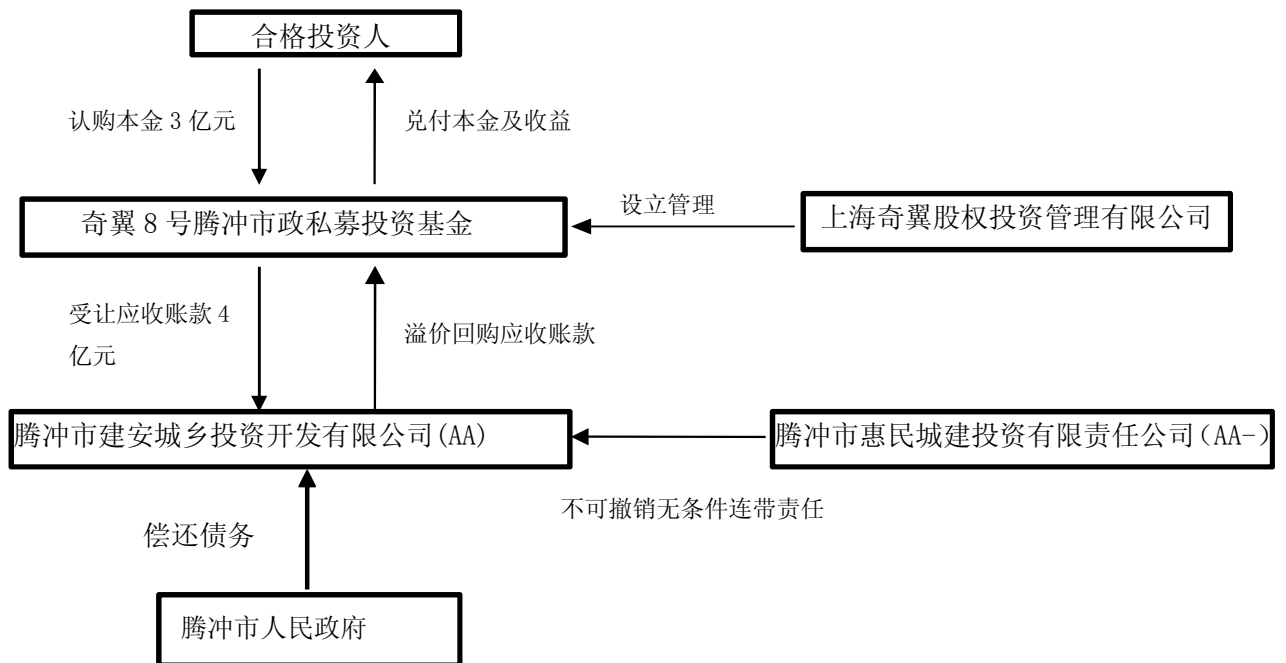 合格投资人
认购本金 3 亿元
兑付本金及收益
奇翼 8 号腾冲市政私募投资基金
设立管理
上海奇翼股权投资管理有限公司
受让应收账款 4
亿元
溢价回购应收账款
腾冲市建安城乡投资开发有限公司(AA)
腾冲市惠民城建投资有限责任公司（AA-）
不可撤销无条件连带责任
偿还债务
腾冲市人民政府